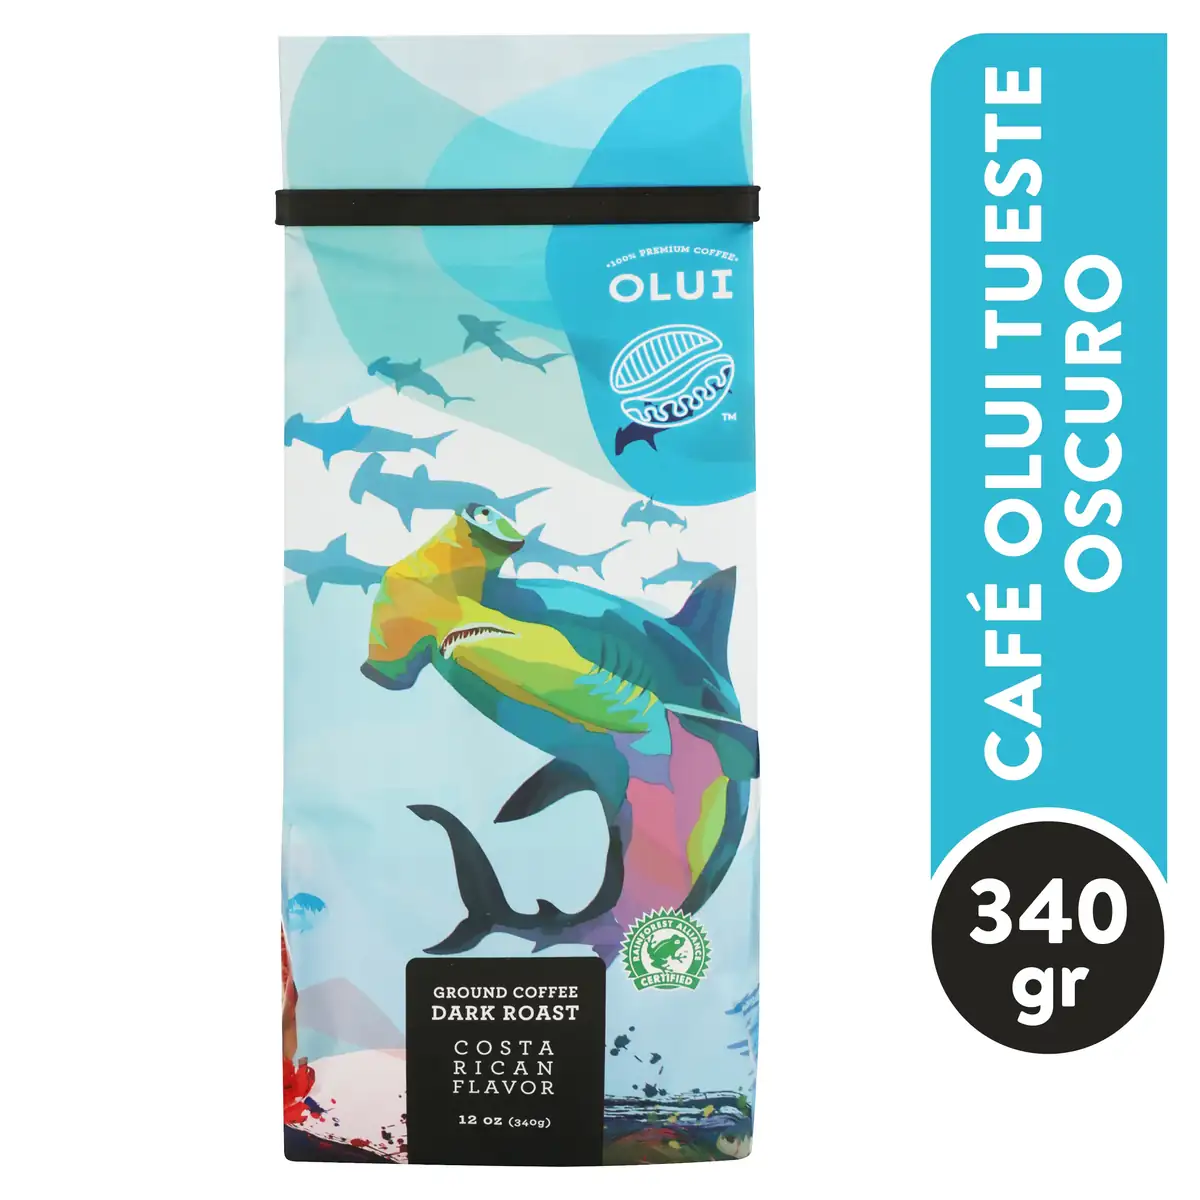 •100% PREMIUM COFFEE•
OLUI
TM
RAINFOREST ALLIANCE
CERTIFIED
GROUND COFFEE
DARK ROAST
COSTA
RICAN
FLAVOR
12 OZ (340g)
CAFÉ OLUI TUESTE
OSCURO
340
gr